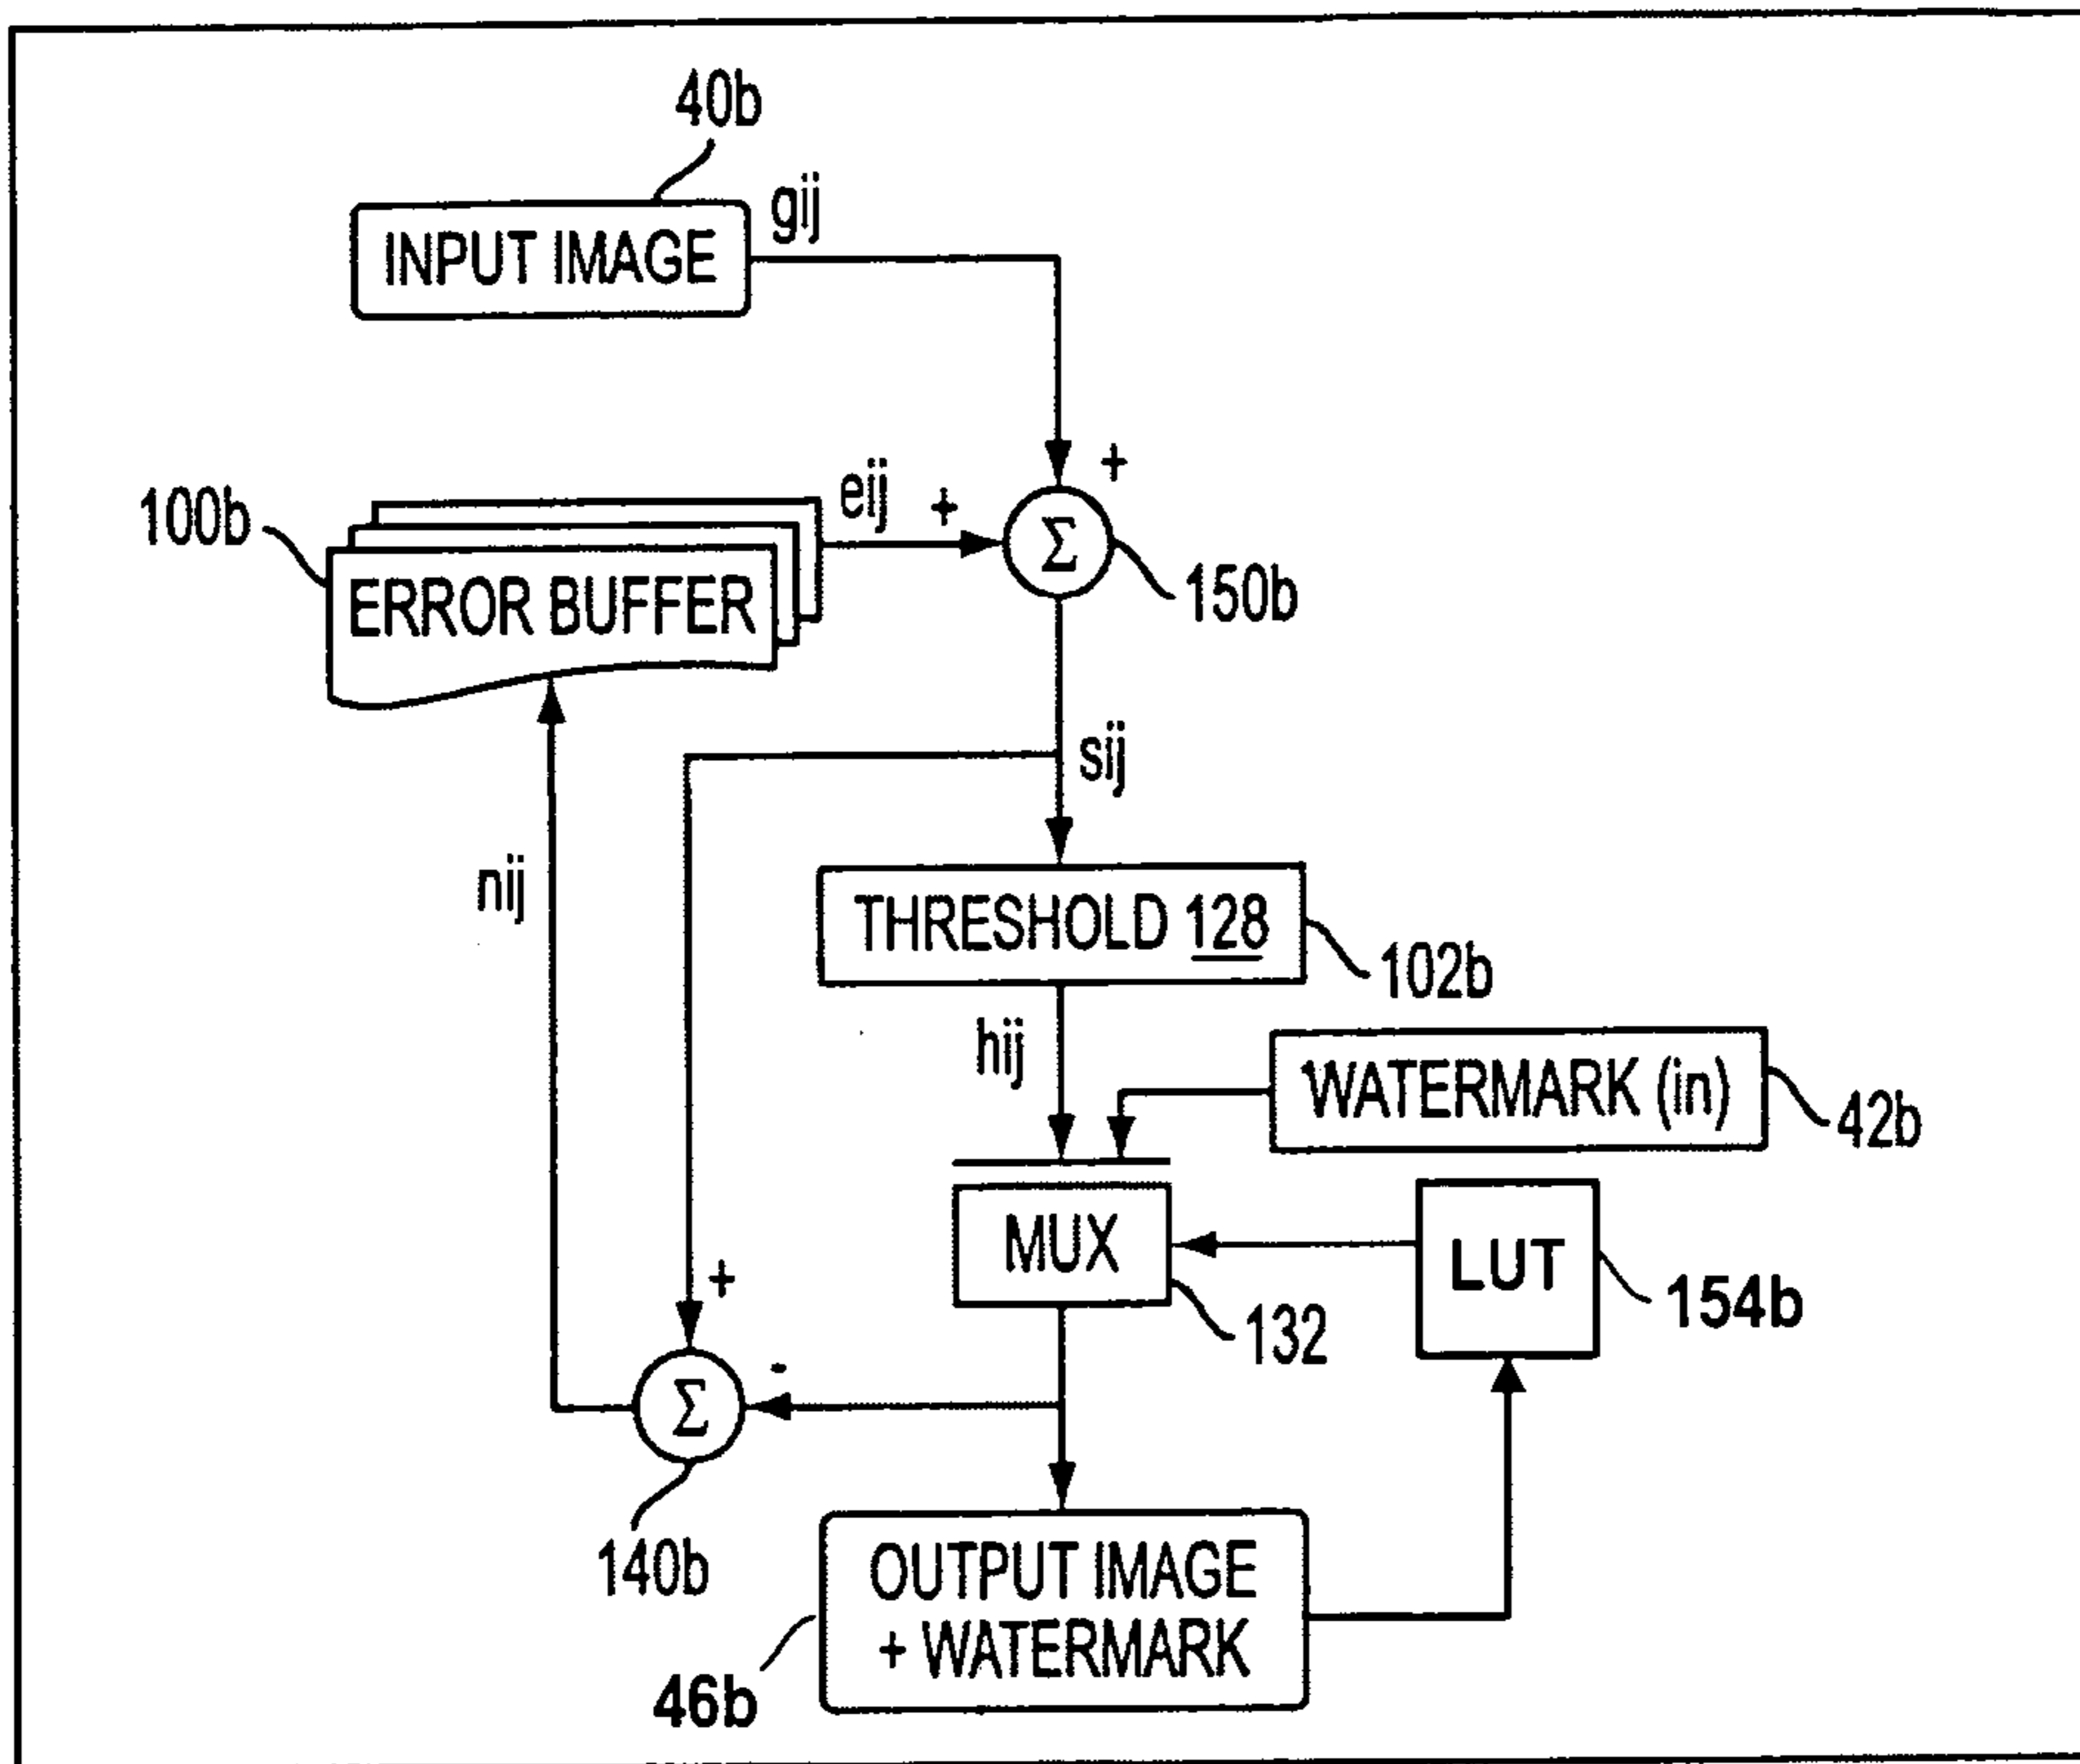 40b
gij
INPUT IMAGE
eij
+
+
100b
Σ
ERROR BUFFER
150b
sij
nij
THRESHOLD 128
102b
hij
WATERMARK (in)
42b
MUX
LUT
+
154b
132
-
Σ
140b
OUTPUT IMAGE
+ WATERMARK
46b